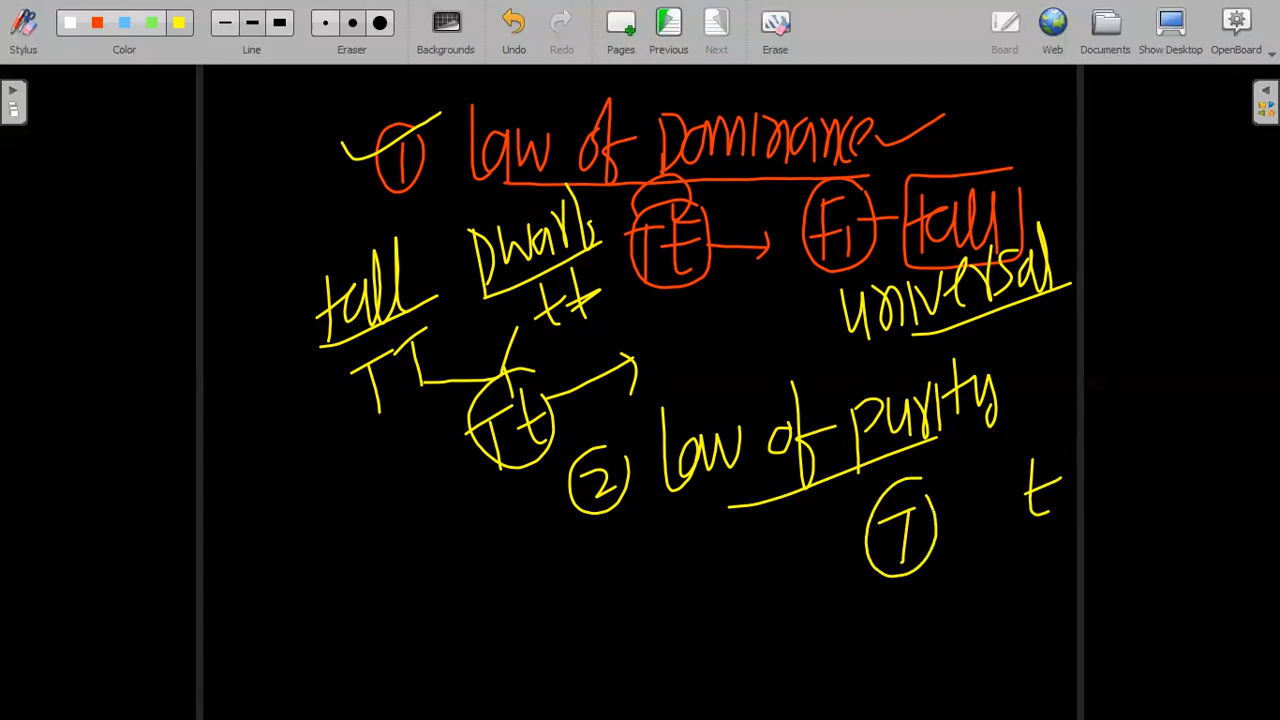 Stylus Color Line Eraser Backgrounds Undo Redo Pages Previous Next Erase Board Web Documents Show Desktop OpenBoard
① Law of Dominance
Tt → F1 - tall
tall Dwarf universal
TT tt
Tt →
② Law of purity
T t